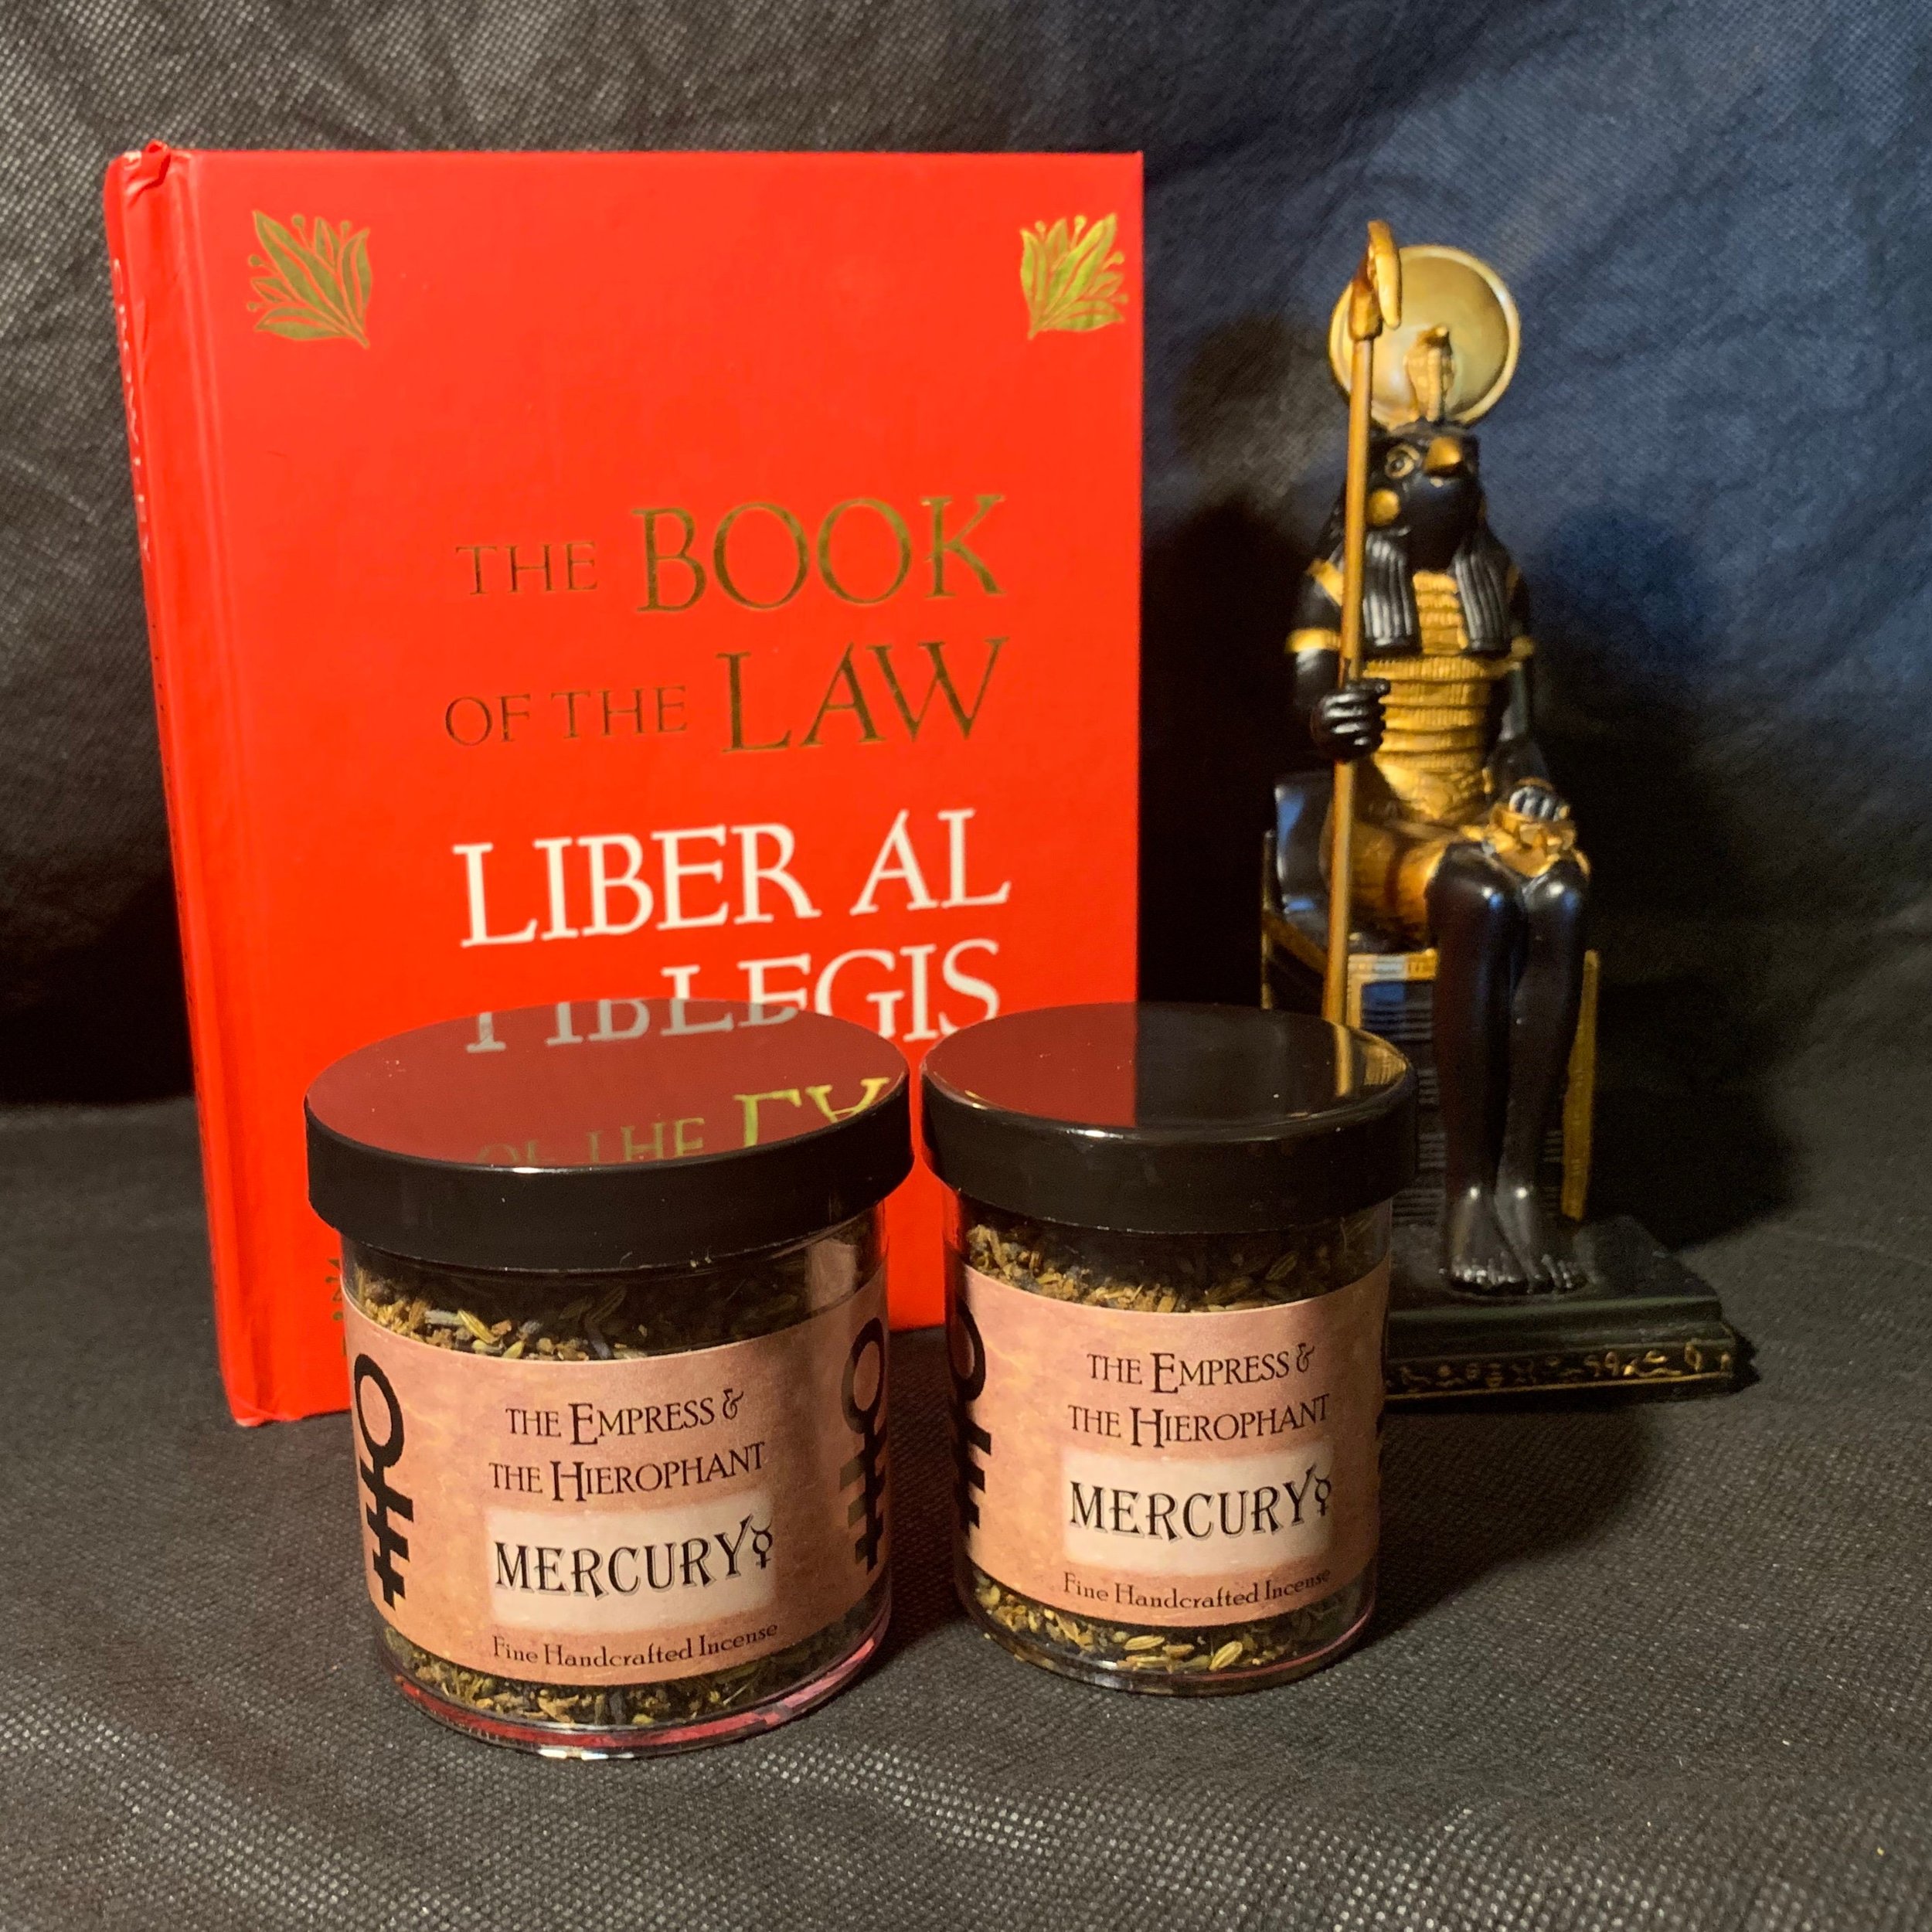 THE BOOK
OF THE LAW
LIBER AL
LEGIS
CROWLEY
THE EMPRESS &
THE HIEROPHANT
MERCURY☿
Fine Handcrafted Incense
THE EMPRESS &
THE HIEROPHANT
MERCURY☿
Fine Handcrafted Incense